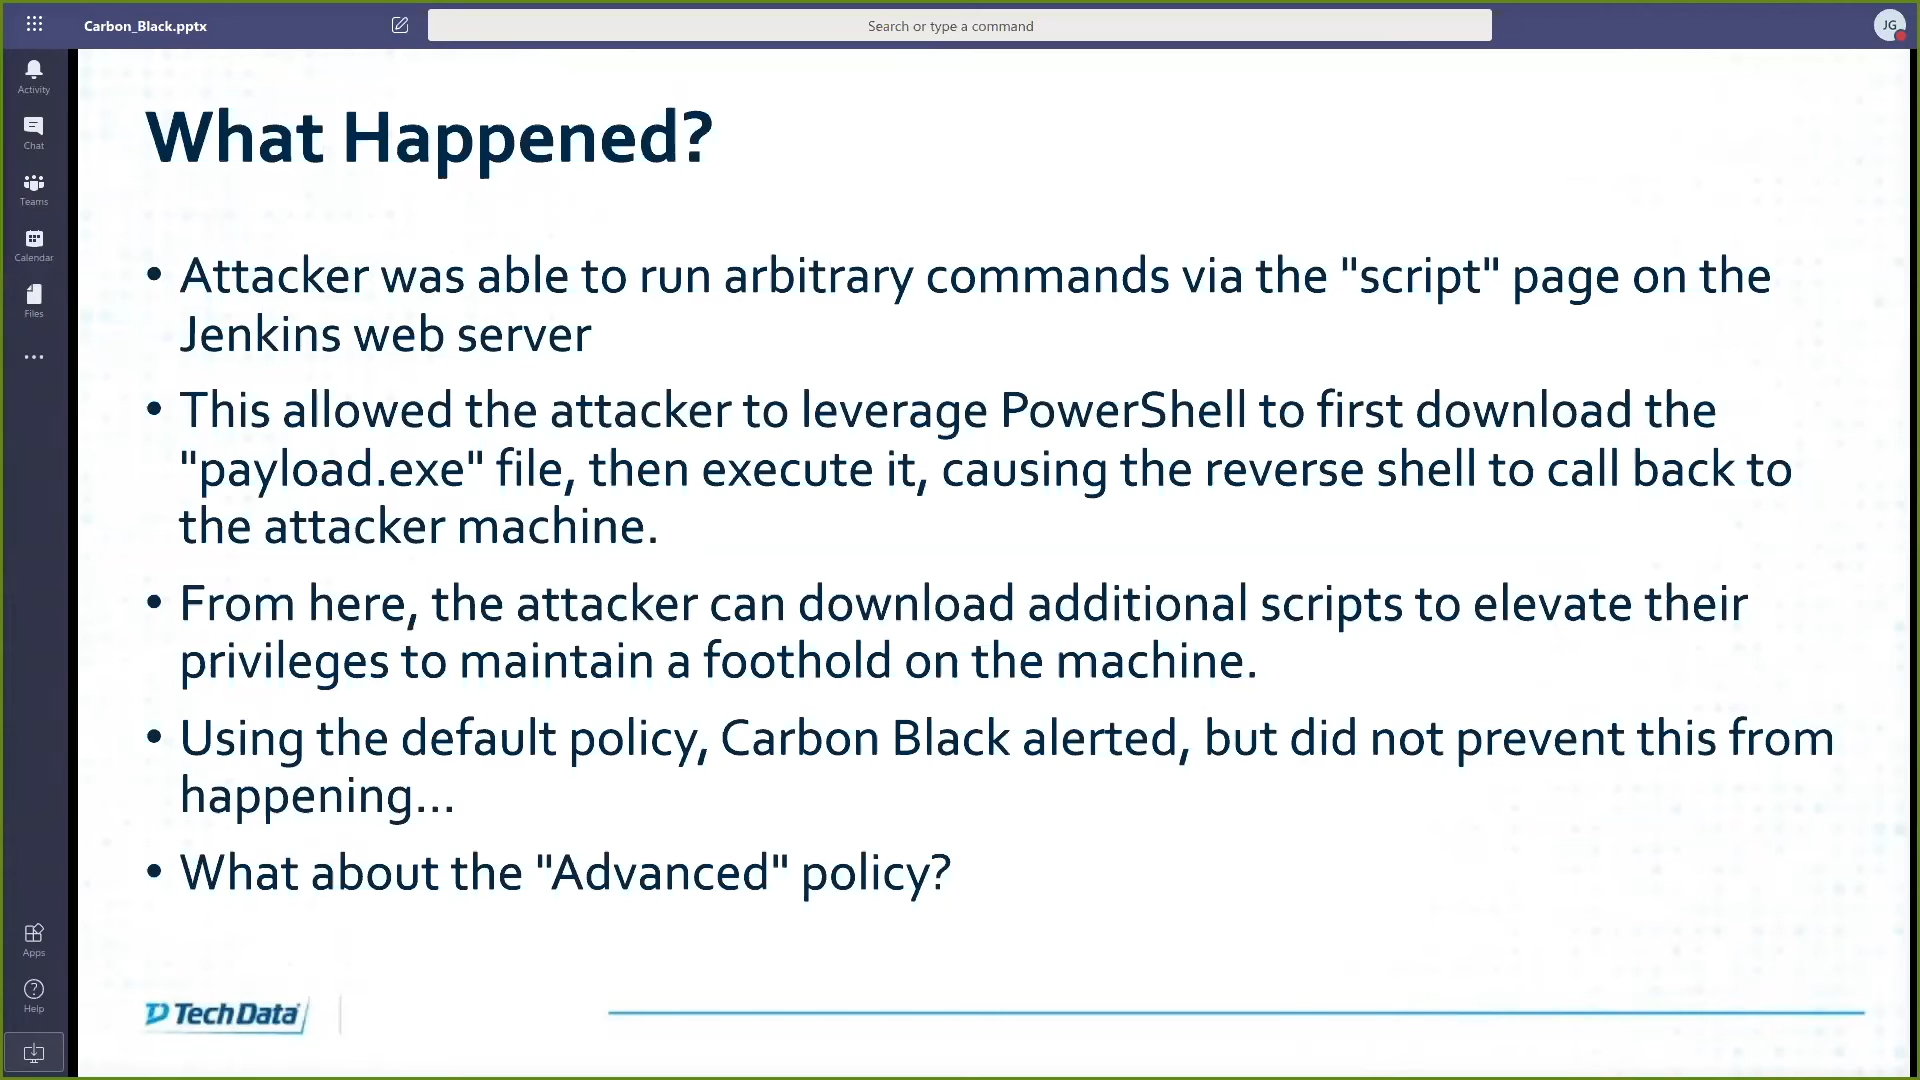 Carbon_Black.pptx
Search or type a command
JG
Activity
Chat
Teams
Calendar
Files
Apps
Help
What Happened?
• Attacker was able to run arbitrary commands via the "script" page on the
Jenkins web server
• This allowed the attacker to leverage PowerShell to first download the
"payload.exe" file, then execute it, causing the reverse shell to call back to
the attacker machine.
• From here, the attacker can download additional scripts to elevate their
privileges to maintain a foothold on the machine.
• Using the default policy, Carbon Black alerted, but did not prevent this from
happening...
• What about the "Advanced" policy?
TechData